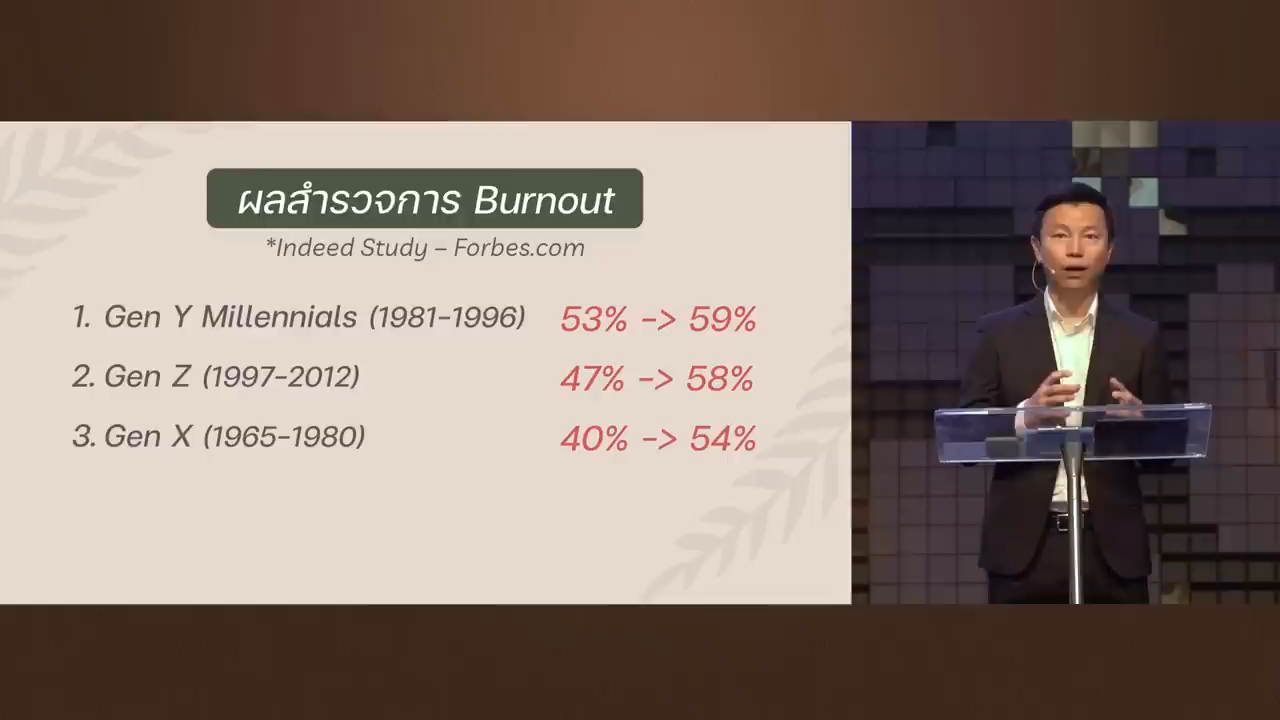 ผลสำรวจการ Burnout
*Indeed Study – Forbes.com
1. Gen Y Millennials (1981-1996) 53% -> 59%
2. Gen Z (1997-2012) 47% -> 58%
3. Gen X (1965-1980) 40% -> 54%